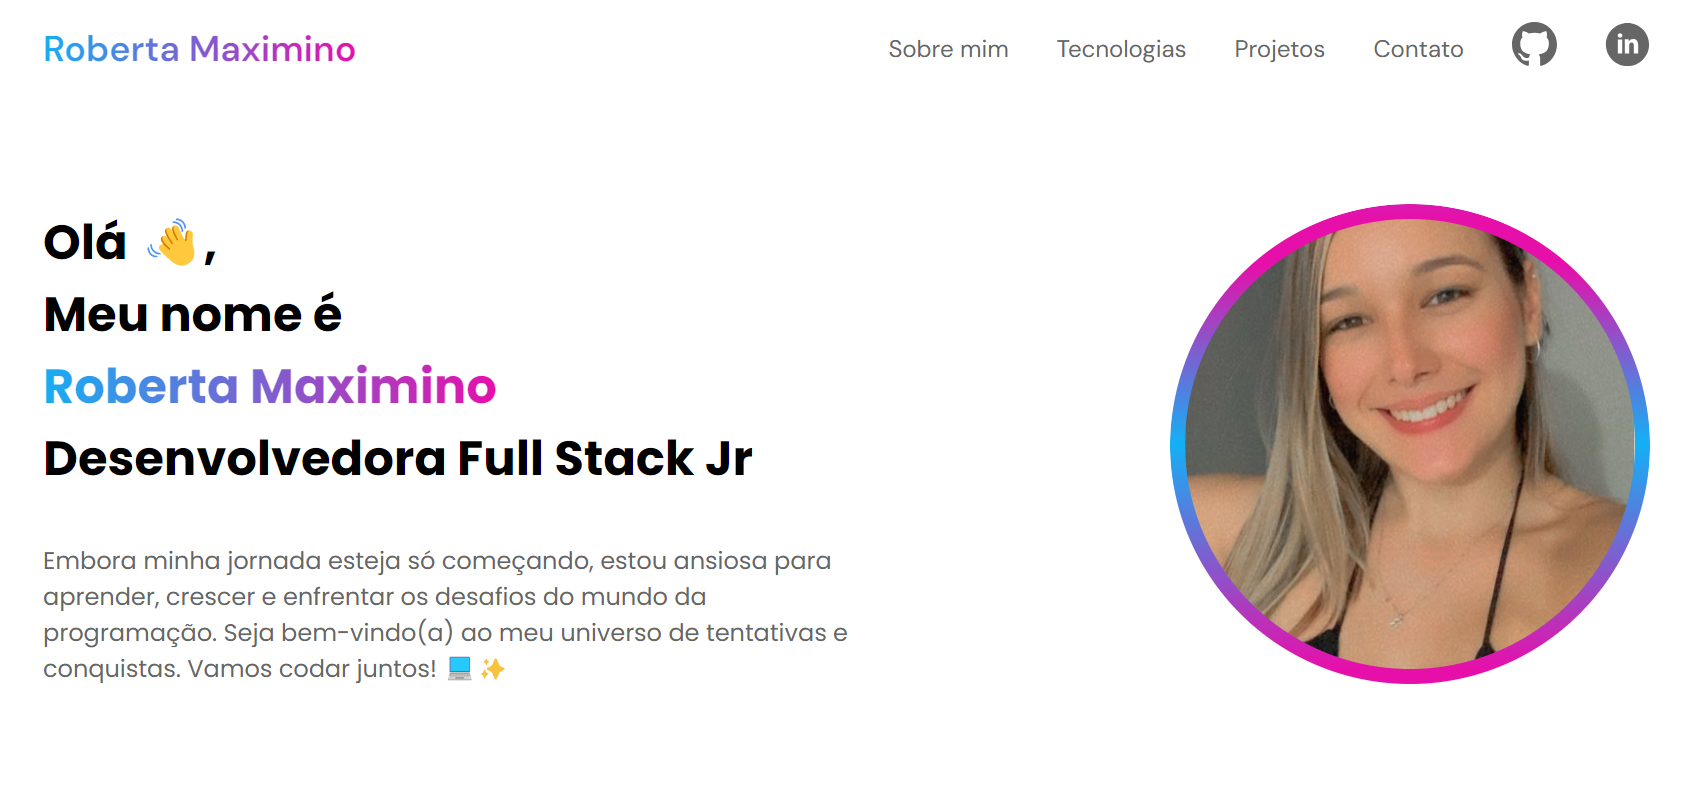 Roberta Maximino
Sobre mim Tecnologias Projetos Contato in
Olá 👋,
Meu nome é
Roberta Maximino
Desenvolvedora Full Stack Jr
Embora minha jornada esteja só começando, estou ansiosa para
aprender, crescer e enfrentar os desafios do mundo da
programação. Seja bem-vindo(a) ao meu universo de tentativas e
conquistas. Vamos codar juntos! 💻 ✨